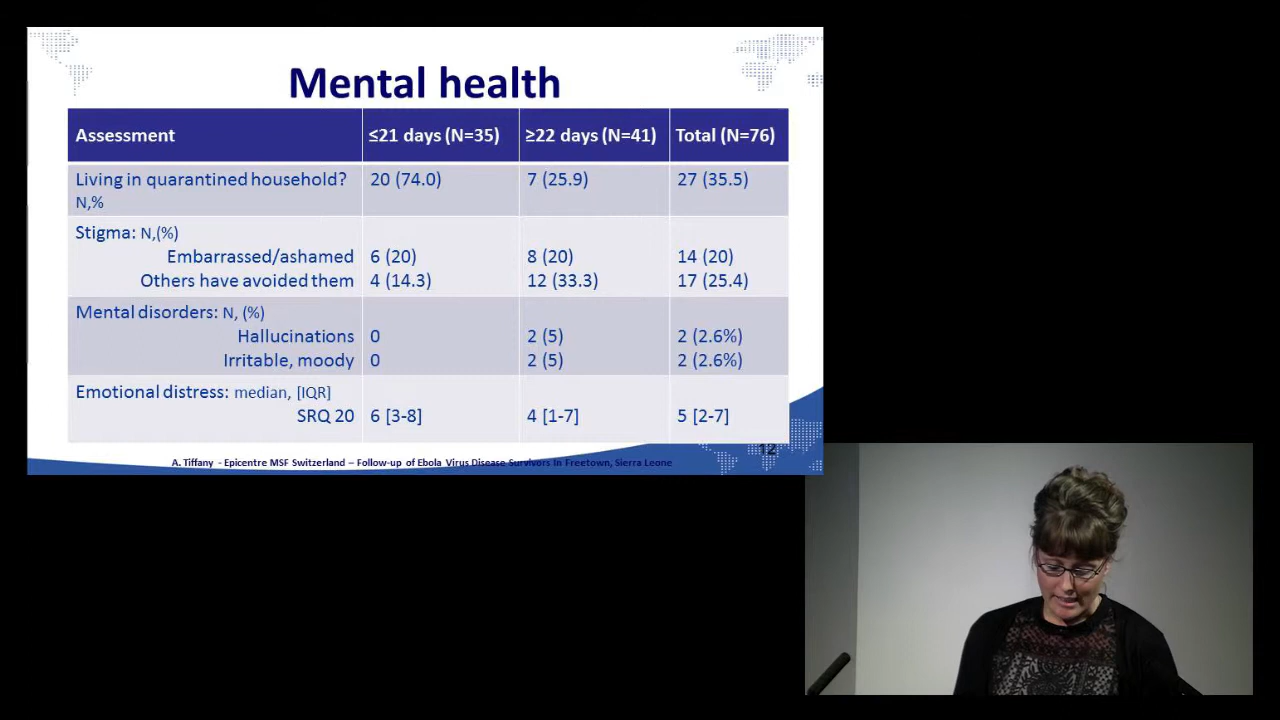 Mental health
Assessment ≤21 days (N=35) ≥22 days (N=41) Total (N=76)
Living in quarantined household? 20 (74.0) 7 (25.9) 27 (35.5)
N,%
Stigma: N,(%)
Embarrassed/ashamed 6 (20) 8 (20) 14 (20)
Others have avoided them 4 (14.3) 12 (33.3) 17 (25.4)
Mental disorders: N, (%)
Hallucinations 0 2 (5) 2 (2.6%)
Irritable, moody 0 2 (5) 2 (2.6%)
Emotional distress: median, [IQR]
SRQ 20 6 [3-8] 4 [1-7] 5 [2-7]
12
A. Tiffany - Epicentre MSF Switzerland – Follow-up of Ebola Virus Disease Survivors in Freetown, Sierra Leone